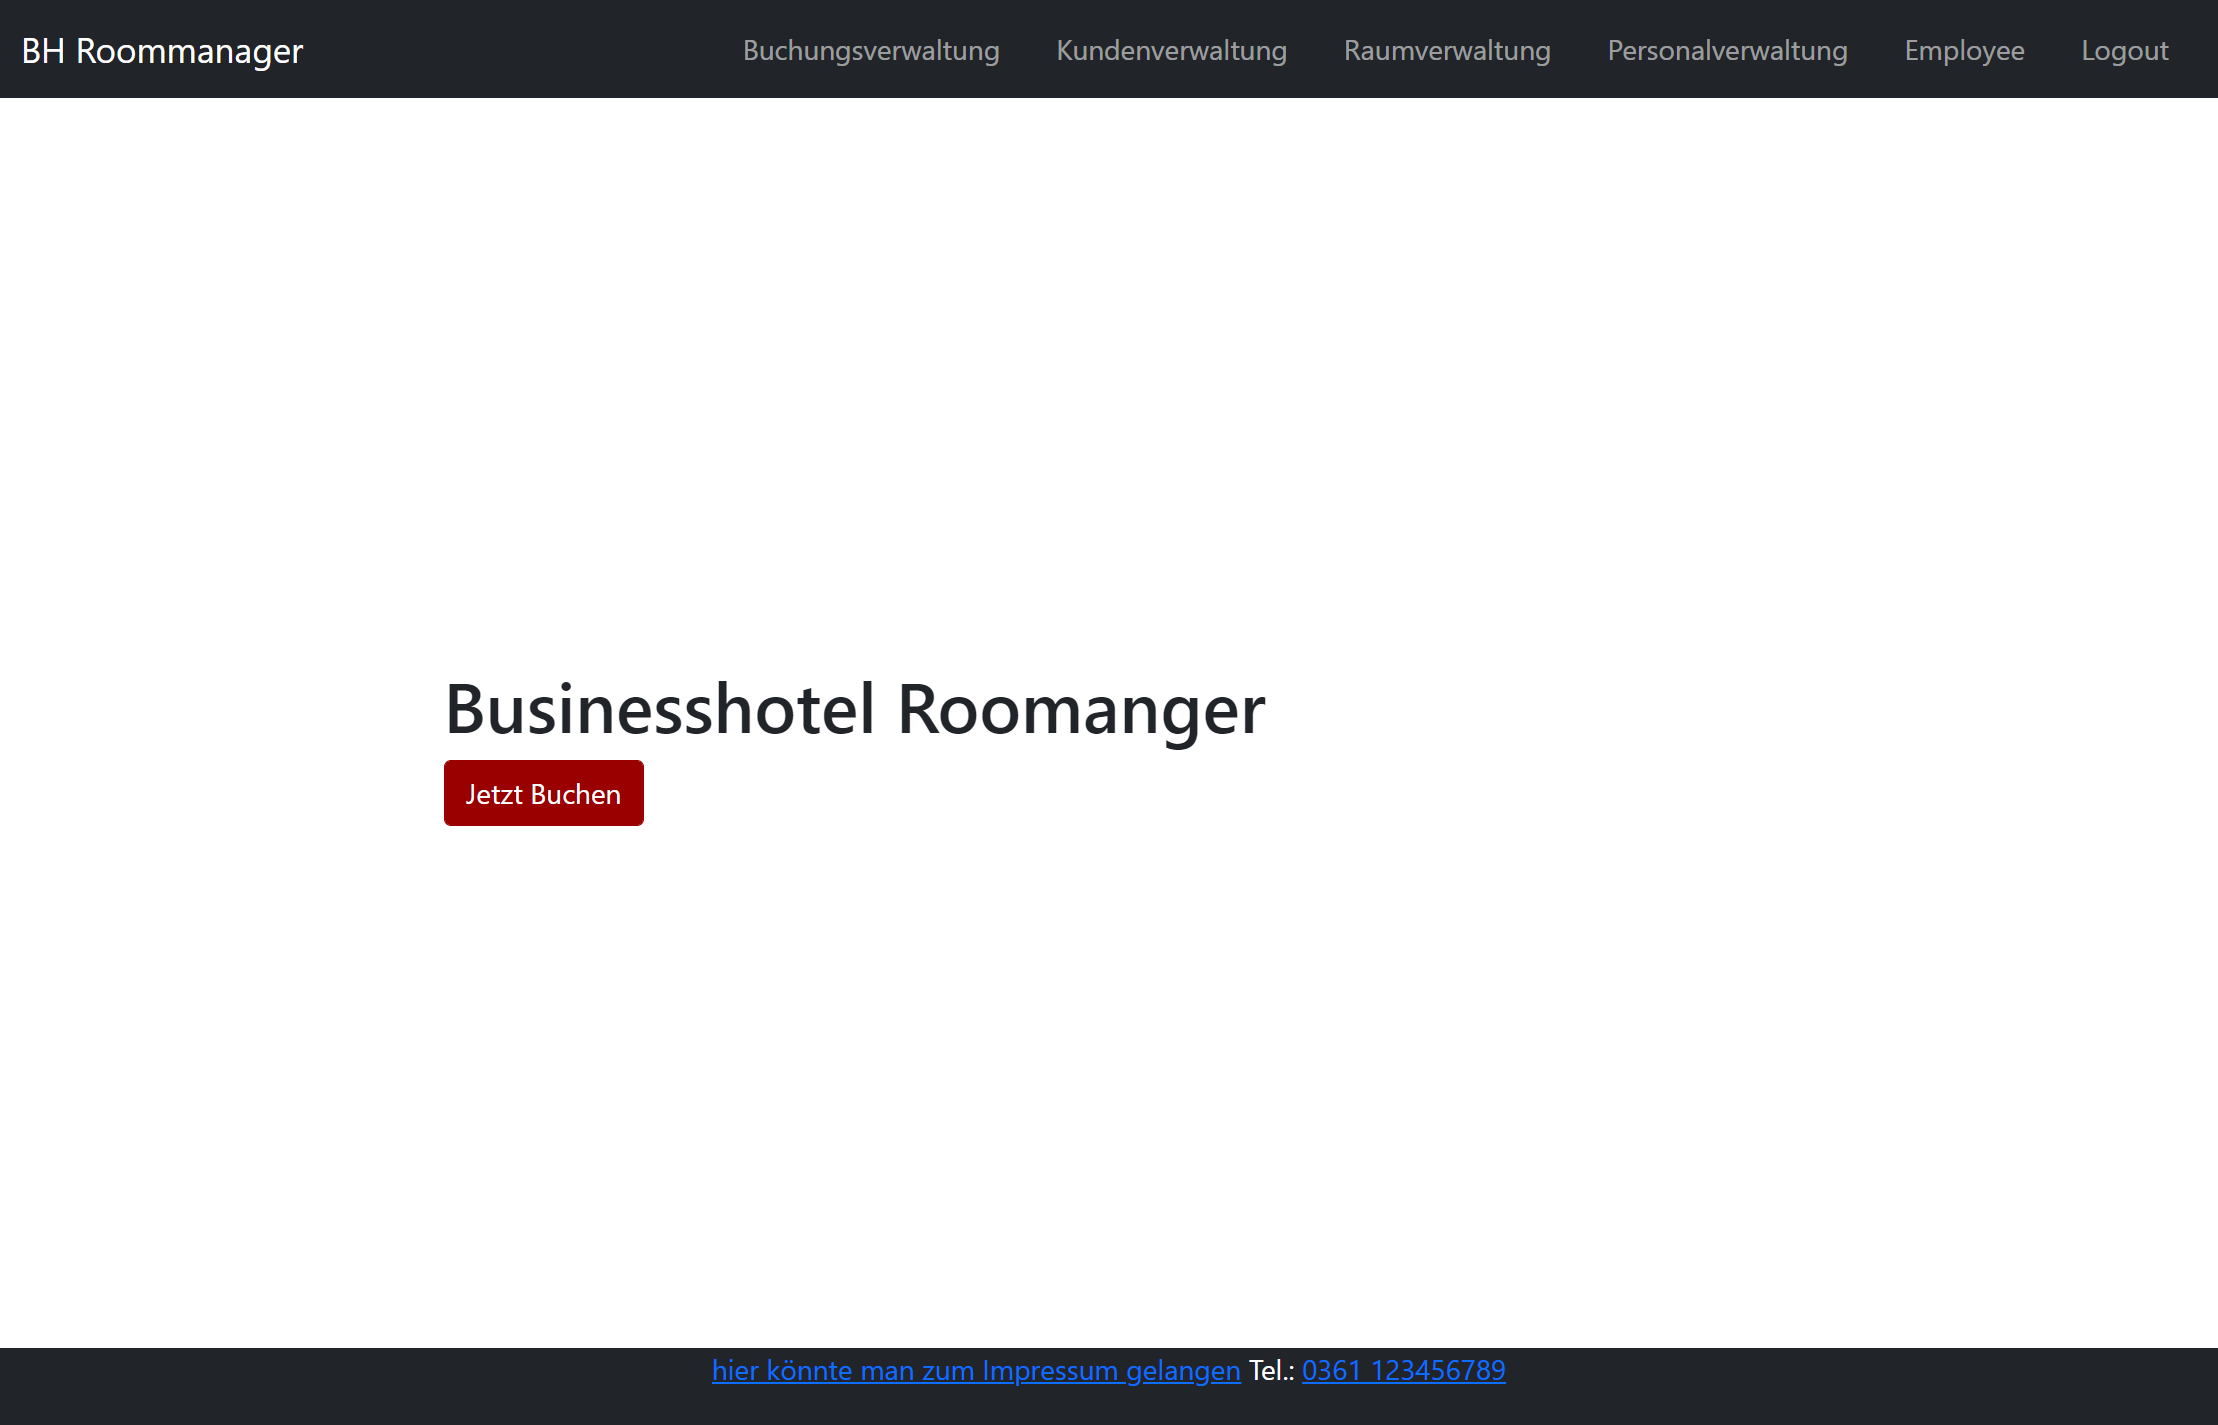 BH Roommanager Buchungsverwaltung Kundenverwaltung Raumverwaltung Personalverwaltung Employee Logout
Businesshotel Roomanger
Jetzt Buchen
hier könnte man zum Impressum gelangen Tel.: 0361 123456789